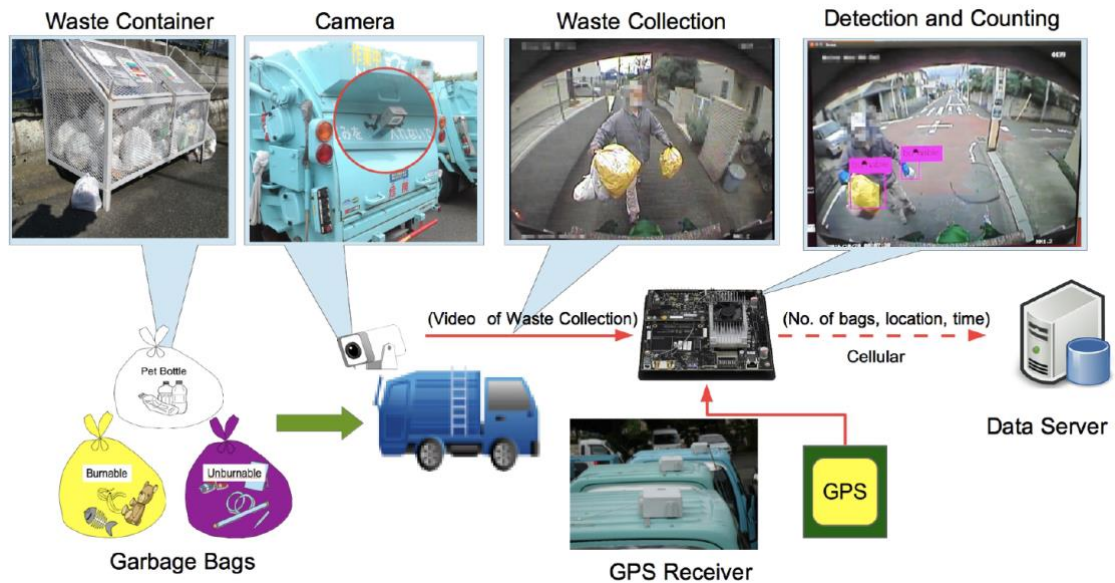 Waste Container
Camera
Waste Collection
Detection and Counting
(Video of Waste Collection)
(No. of bags, location, time)
Cellular
Pet Bottle
Burnable
Unburnable
Garbage Bags
GPS
GPS Receiver
Data Server